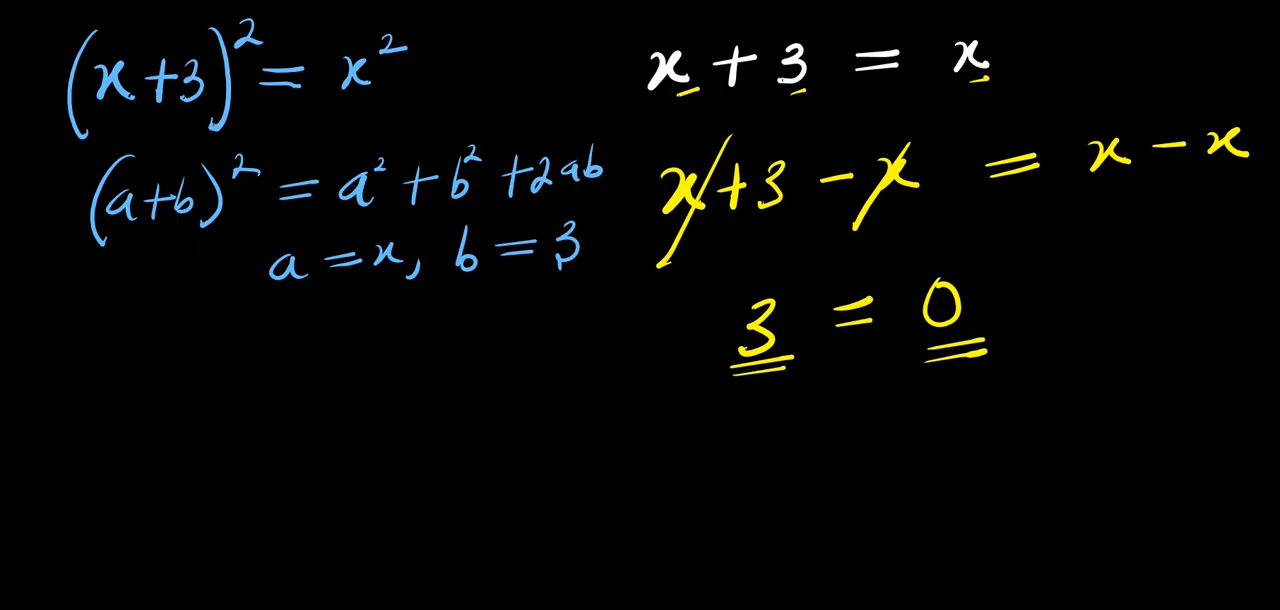 (x+3)² = x²
(a+b)² = a² + b² + 2ab
a = x, b = 3
x + 3 = x
x + 3 - x = x - x
3 = 0